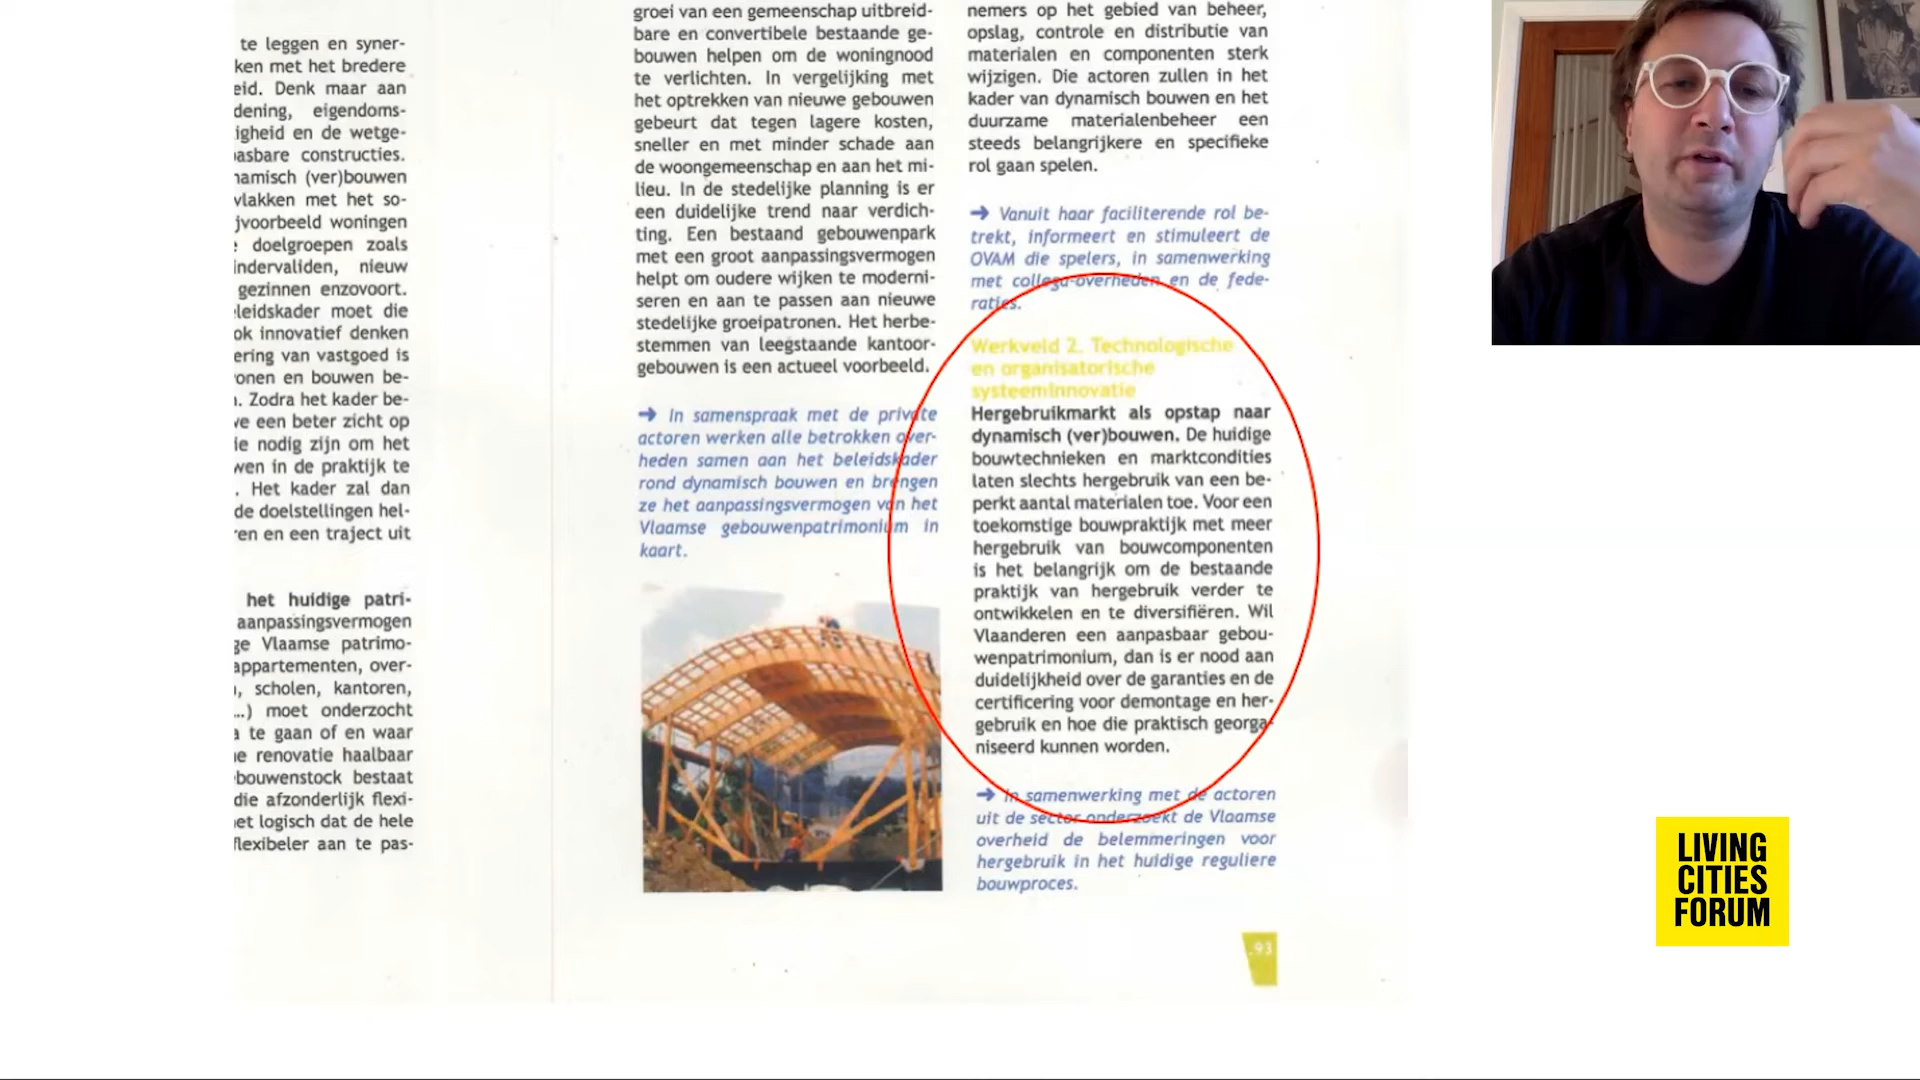 te leggen en syner-
ken met het bredere
eid. Denk maar aan
dening, eigendoms-
igheid en de wetge-
asbare constructies.
namisch (ver)bouwen
vlakken met het so-
jvoorbeeld woningen
doelgroepen zoals
indervaliden, nieuw
gezinnen enzovoort.
leidskader moet die
ok innovatief denken
ering van vastgoed is
onen en bouwen be-
. Zodra het kader be-
we een beter zicht op
ie nodig zijn om het
wen in de praktijk te
. Het kader zal dan
de doelstellingen hel-
ren en een traject uit
het huidige patri-
aanpassingsvermogen
ge Vlaamse patrimo-
appartementen, over-
, scholen, kantoren,
...) moet onderzocht
te gaan of en waar
e renovatie haalbaar
bouwenstock bestaat
die afzonderlijk flexi-
et logisch dat de hele
flexibeler aan te pas-
groei van een gemeenschap uitbreid-
bare en convertibele bestaande ge-
bouwen helpen om de woningnood
te verlichten. In vergelijking met
het optrekken van nieuwe gebouwen
gebeurt dat tegen lagere kosten,
sneller en met minder schade aan
de woongemeenschap en aan het mi-
lieu. In de stedelijke planning is er
een duidelijke trend naar verdich-
ting. Een bestaand gebouwenpark
met een groot aanpassingsvermogen
helpt om oudere wijken te moderni-
seren en aan te passen aan nieuwe
stedelijke groeipatronen. Het herbe-
stemmen van leegstaande kantoor-
gebouwen is een actueel voorbeeld.
➔ In samenspraak met de private
actoren werken alle betrokken over-
heden samen aan het beleidskader
rond dynamisch bouwen en brengen
ze het aanpassingsvermogen van het
Vlaamse gebouwenpatrimonium in
kaart.
nemers op het gebied van beheer,
opslag, controle en distributie van
materialen en componenten sterk
wijzigen. Die actoren zullen in het
kader van dynamisch bouwen en het
duurzame materialenbeheer een
steeds belangrijkere en specifieke
rol gaan spelen.
➔ Vanuit haar faciliterende rol be-
trekt, informeert en stimuleert de
OVAM die spelers, in samenwerking
met collega-overheden en de fede-
raties.
Werkveld 2. Technologische
en organisatorische
systeeminnovatie
Hergebruikmarkt als opstap naar
dynamisch (ver)bouwen. De huidige
bouwtechnieken en marktcondities
laten slechts hergebruik van een be-
perkt aantal materialen toe. Voor een
toekomstige bouwpraktijk met meer
hergebruik van bouwcomponenten
is het belangrijk om de bestaande
praktijk van hergebruik verder te
ontwikkelen en te diversifiëren. Wil
Vlaanderen een aanpasbaar gebou-
wenpatrimonium, dan is er nood aan
duidelijkheid over de garanties en de
certificering voor demontage en her-
gebruik en hoe die praktisch georga-
niseerd kunnen worden.
➔ In samenwerking met de actoren
uit de sector onderzoekt de Vlaamse
overheid de belemmeringen voor
hergebruik in het huidige reguliere
bouwproces.
.93
LIVING
CITIES
FORUM